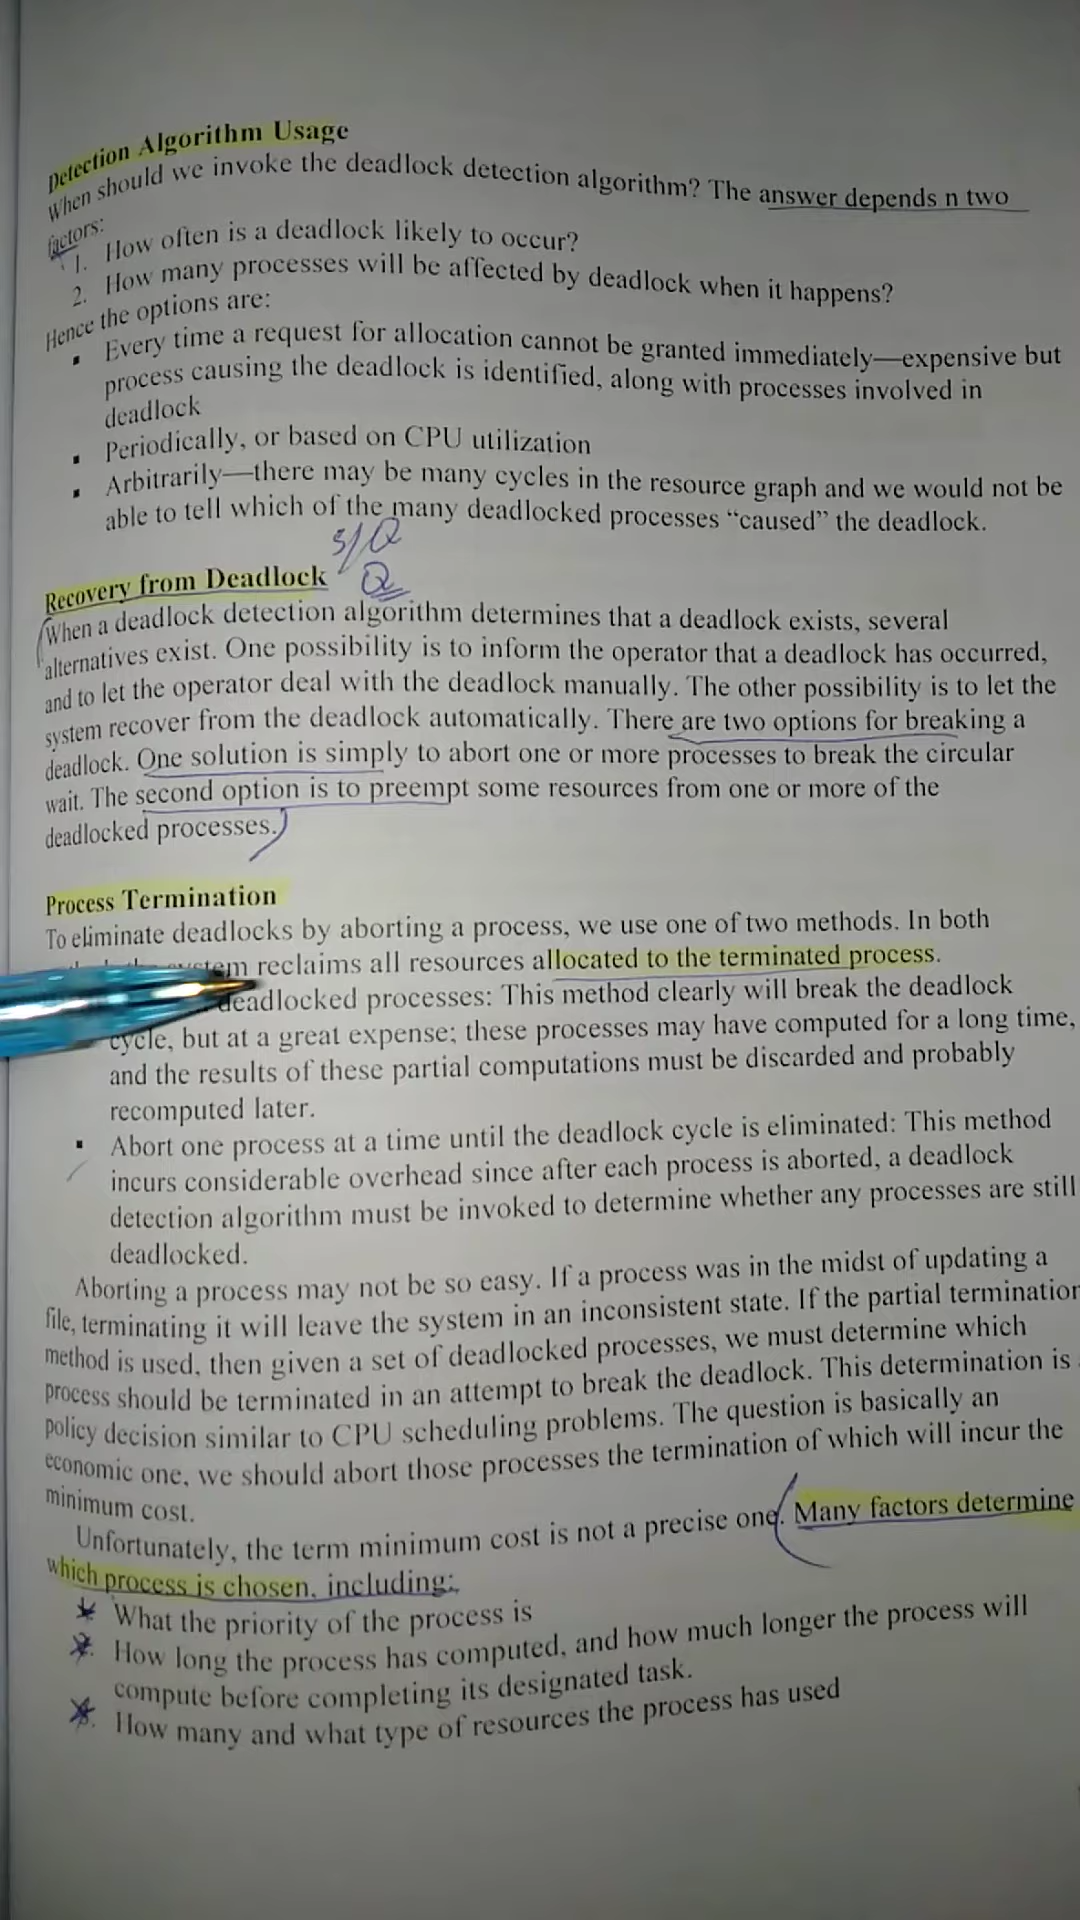 Detection Algorithm Usage
When should we invoke the deadlock detection algorithm? The answer depends n two
factors:
1. How often is a deadlock likely to occur?
2. How many processes will be affected by deadlock when it happens?
Hence the options are:
▪ Every time a request for allocation cannot be granted immediately—expensive but
process causing the deadlock is identified, along with processes involved in
deadlock
▪ Periodically, or based on CPU utilization
▪ Arbitrarily—there may be many cycles in the resource graph and we would not be
able to tell which of the many deadlocked processes “caused” the deadlock.
S/Q
Q
Recovery from Deadlock
When a deadlock detection algorithm determines that a deadlock exists, several
alternatives exist. One possibility is to inform the operator that a deadlock has occurred,
and to let the operator deal with the deadlock manually. The other possibility is to let the
system recover from the deadlock automatically. There are two options for breaking a
deadlock. One solution is simply to abort one or more processes to break the circular
wait. The second option is to preempt some resources from one or more of the
deadlocked processes.
Process Termination
To eliminate deadlocks by aborting a process, we use one of two methods. In both
system reclaims all resources allocated to the terminated process.
deadlocked processes: This method clearly will break the deadlock
cycle, but at a great expense; these processes may have computed for a long time,
and the results of these partial computations must be discarded and probably
recomputed later.
▪ Abort one process at a time until the deadlock cycle is eliminated: This method
incurs considerable overhead since after each process is aborted, a deadlock
detection algorithm must be invoked to determine whether any processes are still
deadlocked.
Aborting a process may not be so easy. If a process was in the midst of updating a
file, terminating it will leave the system in an inconsistent state. If the partial termination
method is used, then given a set of deadlocked processes, we must determine which
process should be terminated in an attempt to break the deadlock. This determination is
policy decision similar to CPU scheduling problems. The question is basically an
economic one, we should abort those processes the termination of which will incur the
minimum cost.
Unfortunately, the term minimum cost is not a precise one. Many factors determine
which process is chosen, including:
What the priority of the process is
How long the process has computed, and how much longer the process will
compute before completing its designated task.
How many and what type of resources the process has used